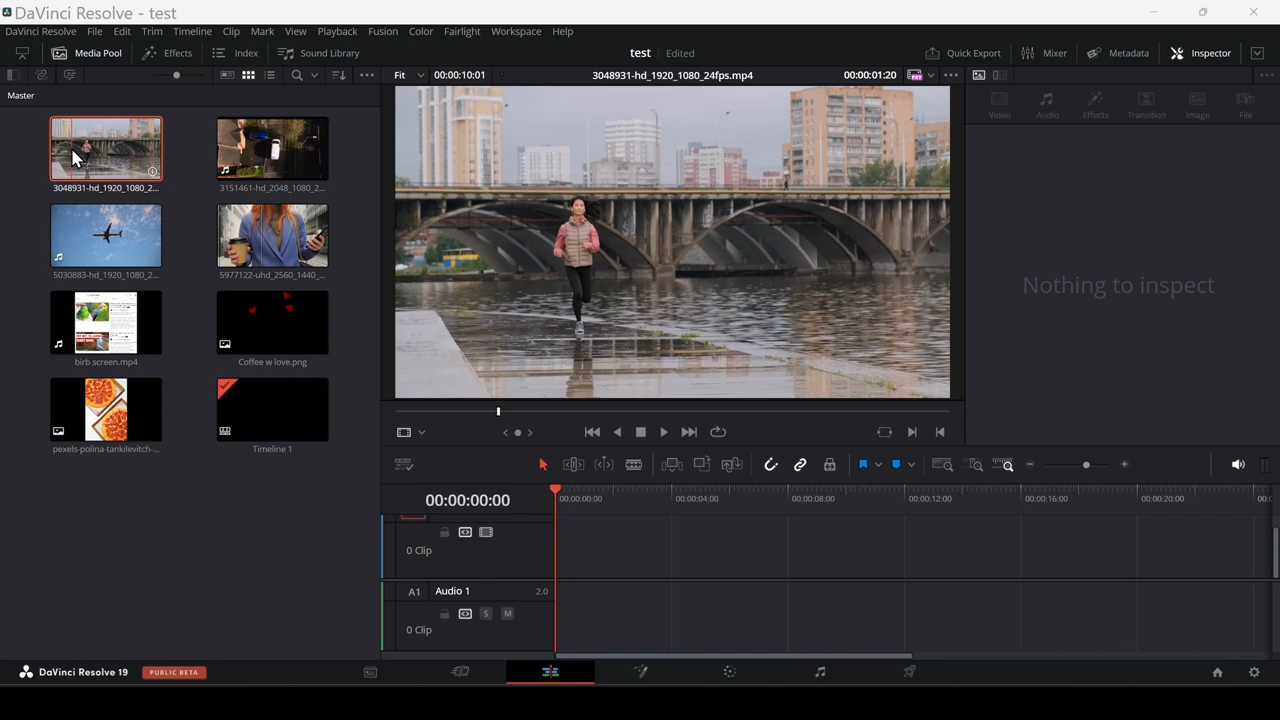 DaVinci Resolve - test
DaVinci Resolve File Edit Trim Timeline Clip Mark View Playback Fusion Color Fairlight Workspace Help
Media Pool Effects Index Sound Library test Edited Quick Export Mixer Metadata Inspector
Fit 00:00:10:01 3048931-hd_1920_1080_24fps.mp4 00:00:01:20
Master
Video Audio Effects Transition Image File
3048931-hd_1920_1080_2... 3151461-hd_2048_1080_2...
5030883-hd_1920_1080_2... 5977122-uhd_2560_1440_...
birb screen.mp4 Coffee w love.png
pexels-polina-tankilevitch-... Timeline 1
Nothing to inspect
00:00:00:00 00:00:00:00 00:00:04:00 00:00:08:00 00:00:12:00 00:00:16:00 00:00:20:00
0 Clip
A1 Audio 1 2.0
S M
0 Clip
DaVinci Resolve 19 PUBLIC BETA